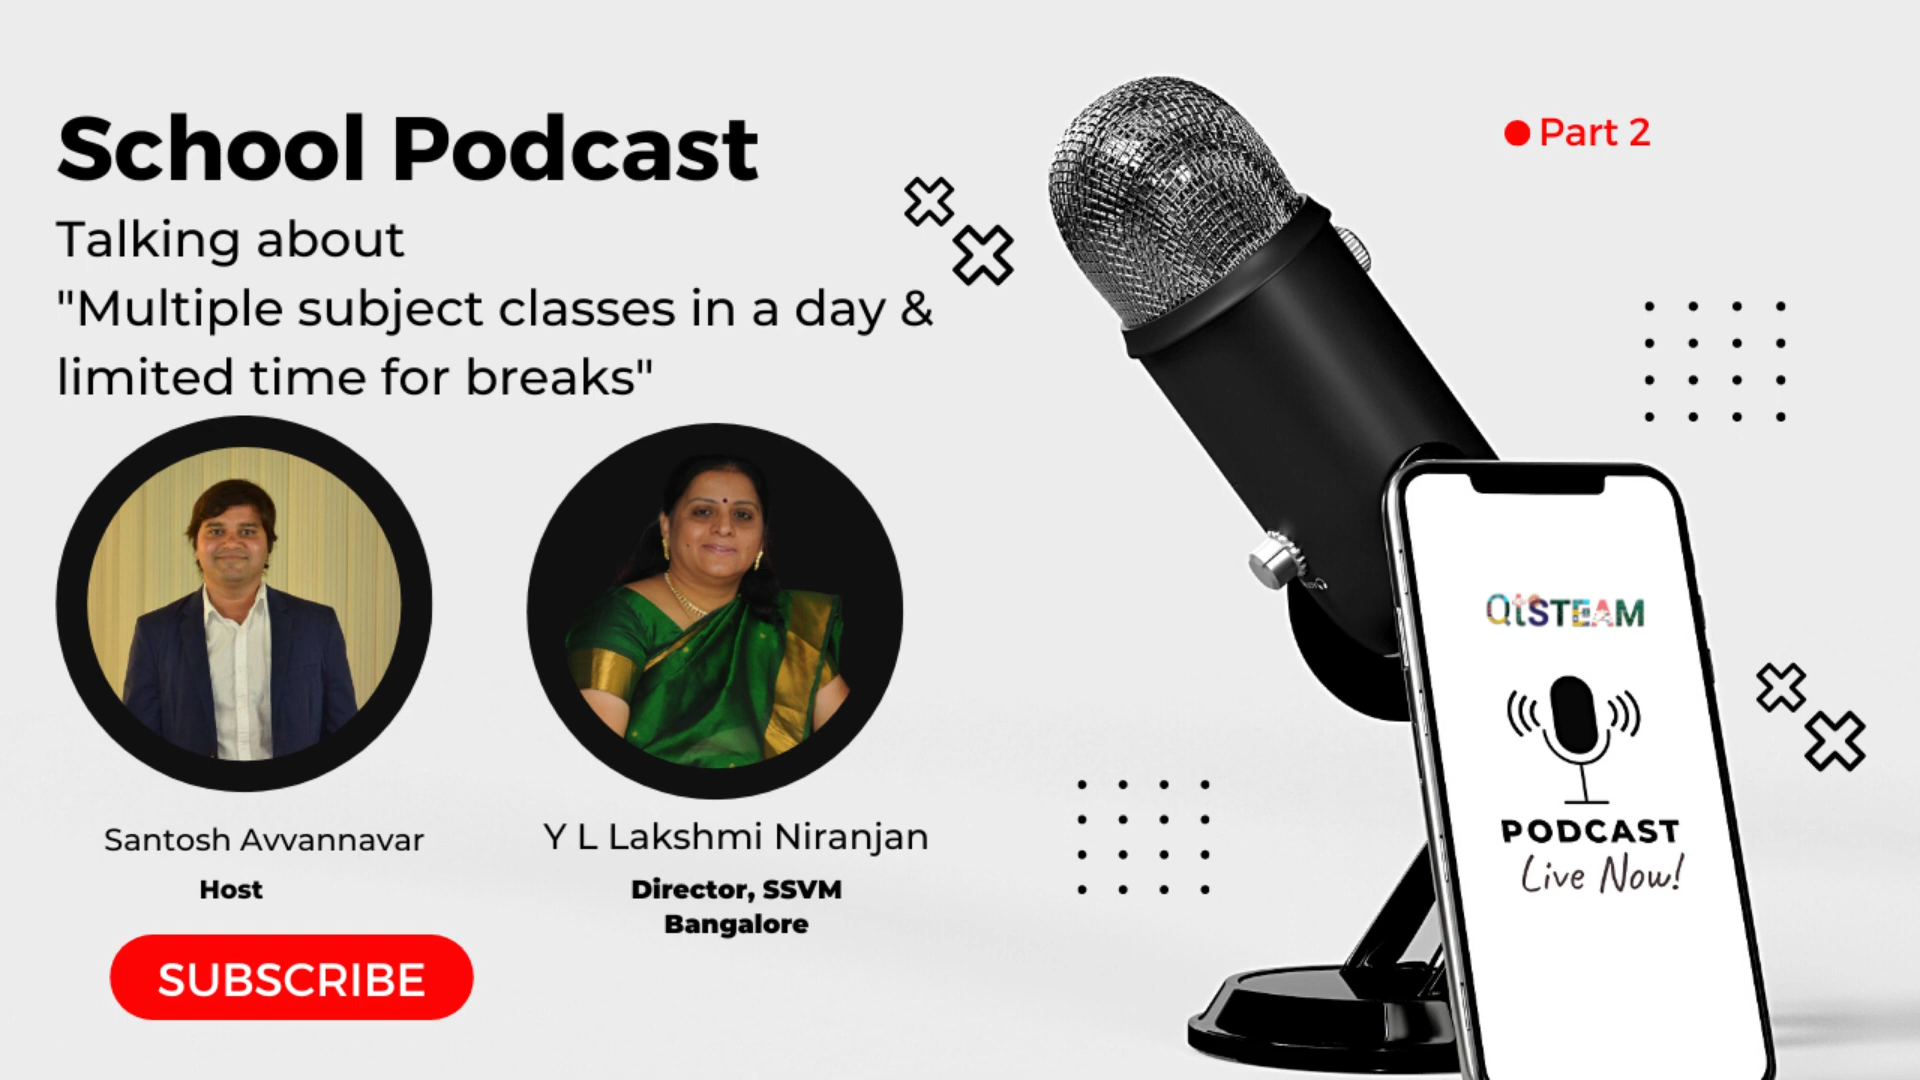 School Podcast
Talking about
"Multiple subject classes in a day &
limited time for breaks"
Part 2
Santosh Avvannavar
Host
Y L Lakshmi Niranjan
Director, SSVM
Bangalore
SUBSCRIBE
QtSTEAM
PODCAST
Live Now!